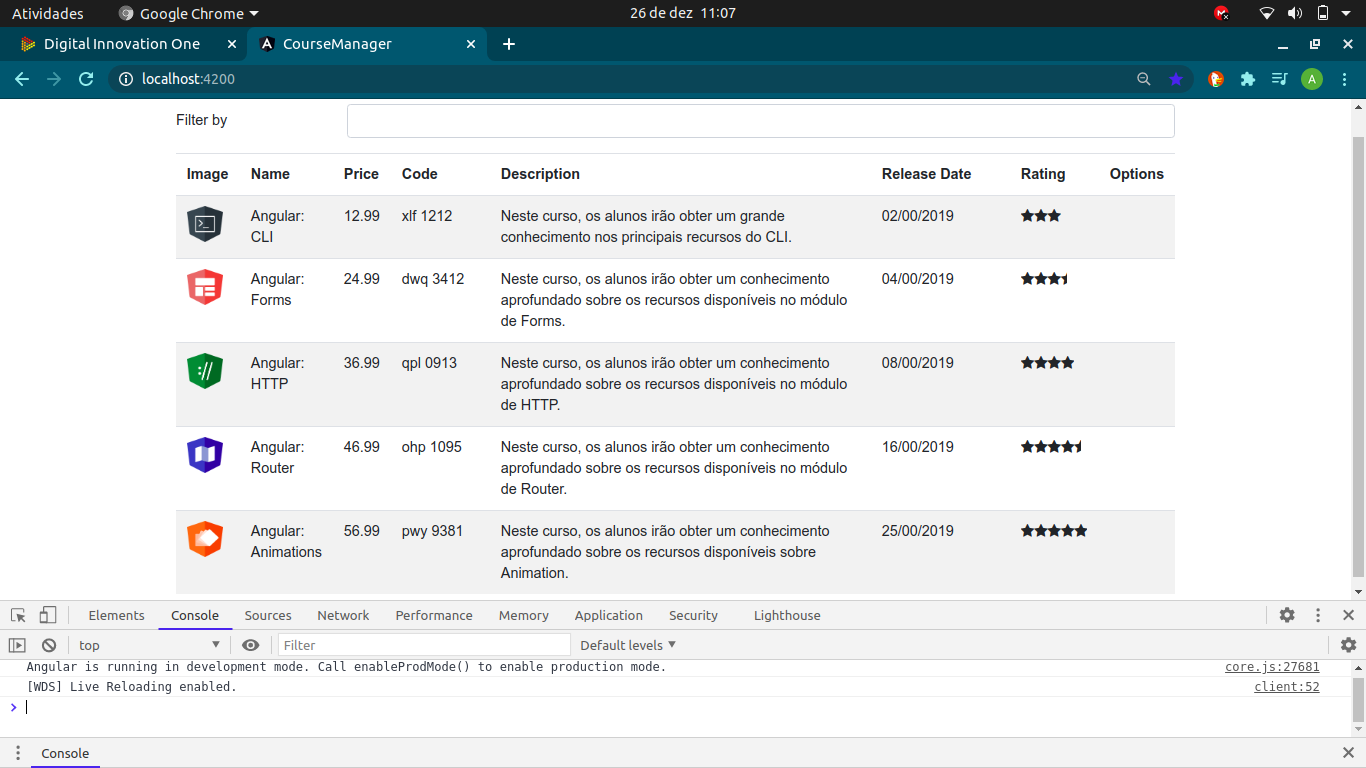 Atividades Google Chrome 26 de dez 11:07
Digital Innovation One CourseManager
localhost:4200 A
Filter by
Image Name Price Code Description Release Date Rating Options
Angular: 12.99 xlf 1212 Neste curso, os alunos irão obter um grande 02/00/2019
CLI conhecimento nos principais recursos do CLI.
Angular: 24.99 dwq 3412 Neste curso, os alunos irão obter um conhecimento 04/00/2019
Forms aprofundado sobre os recursos disponíveis no módulo
de Forms.
Angular: 36.99 qpl 0913 Neste curso, os alunos irão obter um conhecimento 08/00/2019
HTTP aprofundado sobre os recursos disponíveis no módulo
de HTTP.
Angular: 46.99 ohp 1095 Neste curso, os alunos irão obter um conhecimento 16/00/2019
Router aprofundado sobre os recursos disponíveis no módulo
de Router.
Angular: 56.99 pwy 9381 Neste curso, os alunos irão obter um conhecimento 25/00/2019
Animations aprofundado sobre os recursos disponíveis sobre
Animation.
Elements Console Sources Network Performance Memory Application Security Lighthouse
top Filter Default levels
Angular is running in development mode. Call enableProdMode() to enable production mode. core.js:27681
[WDS] Live Reloading enabled. client:52
>
Console